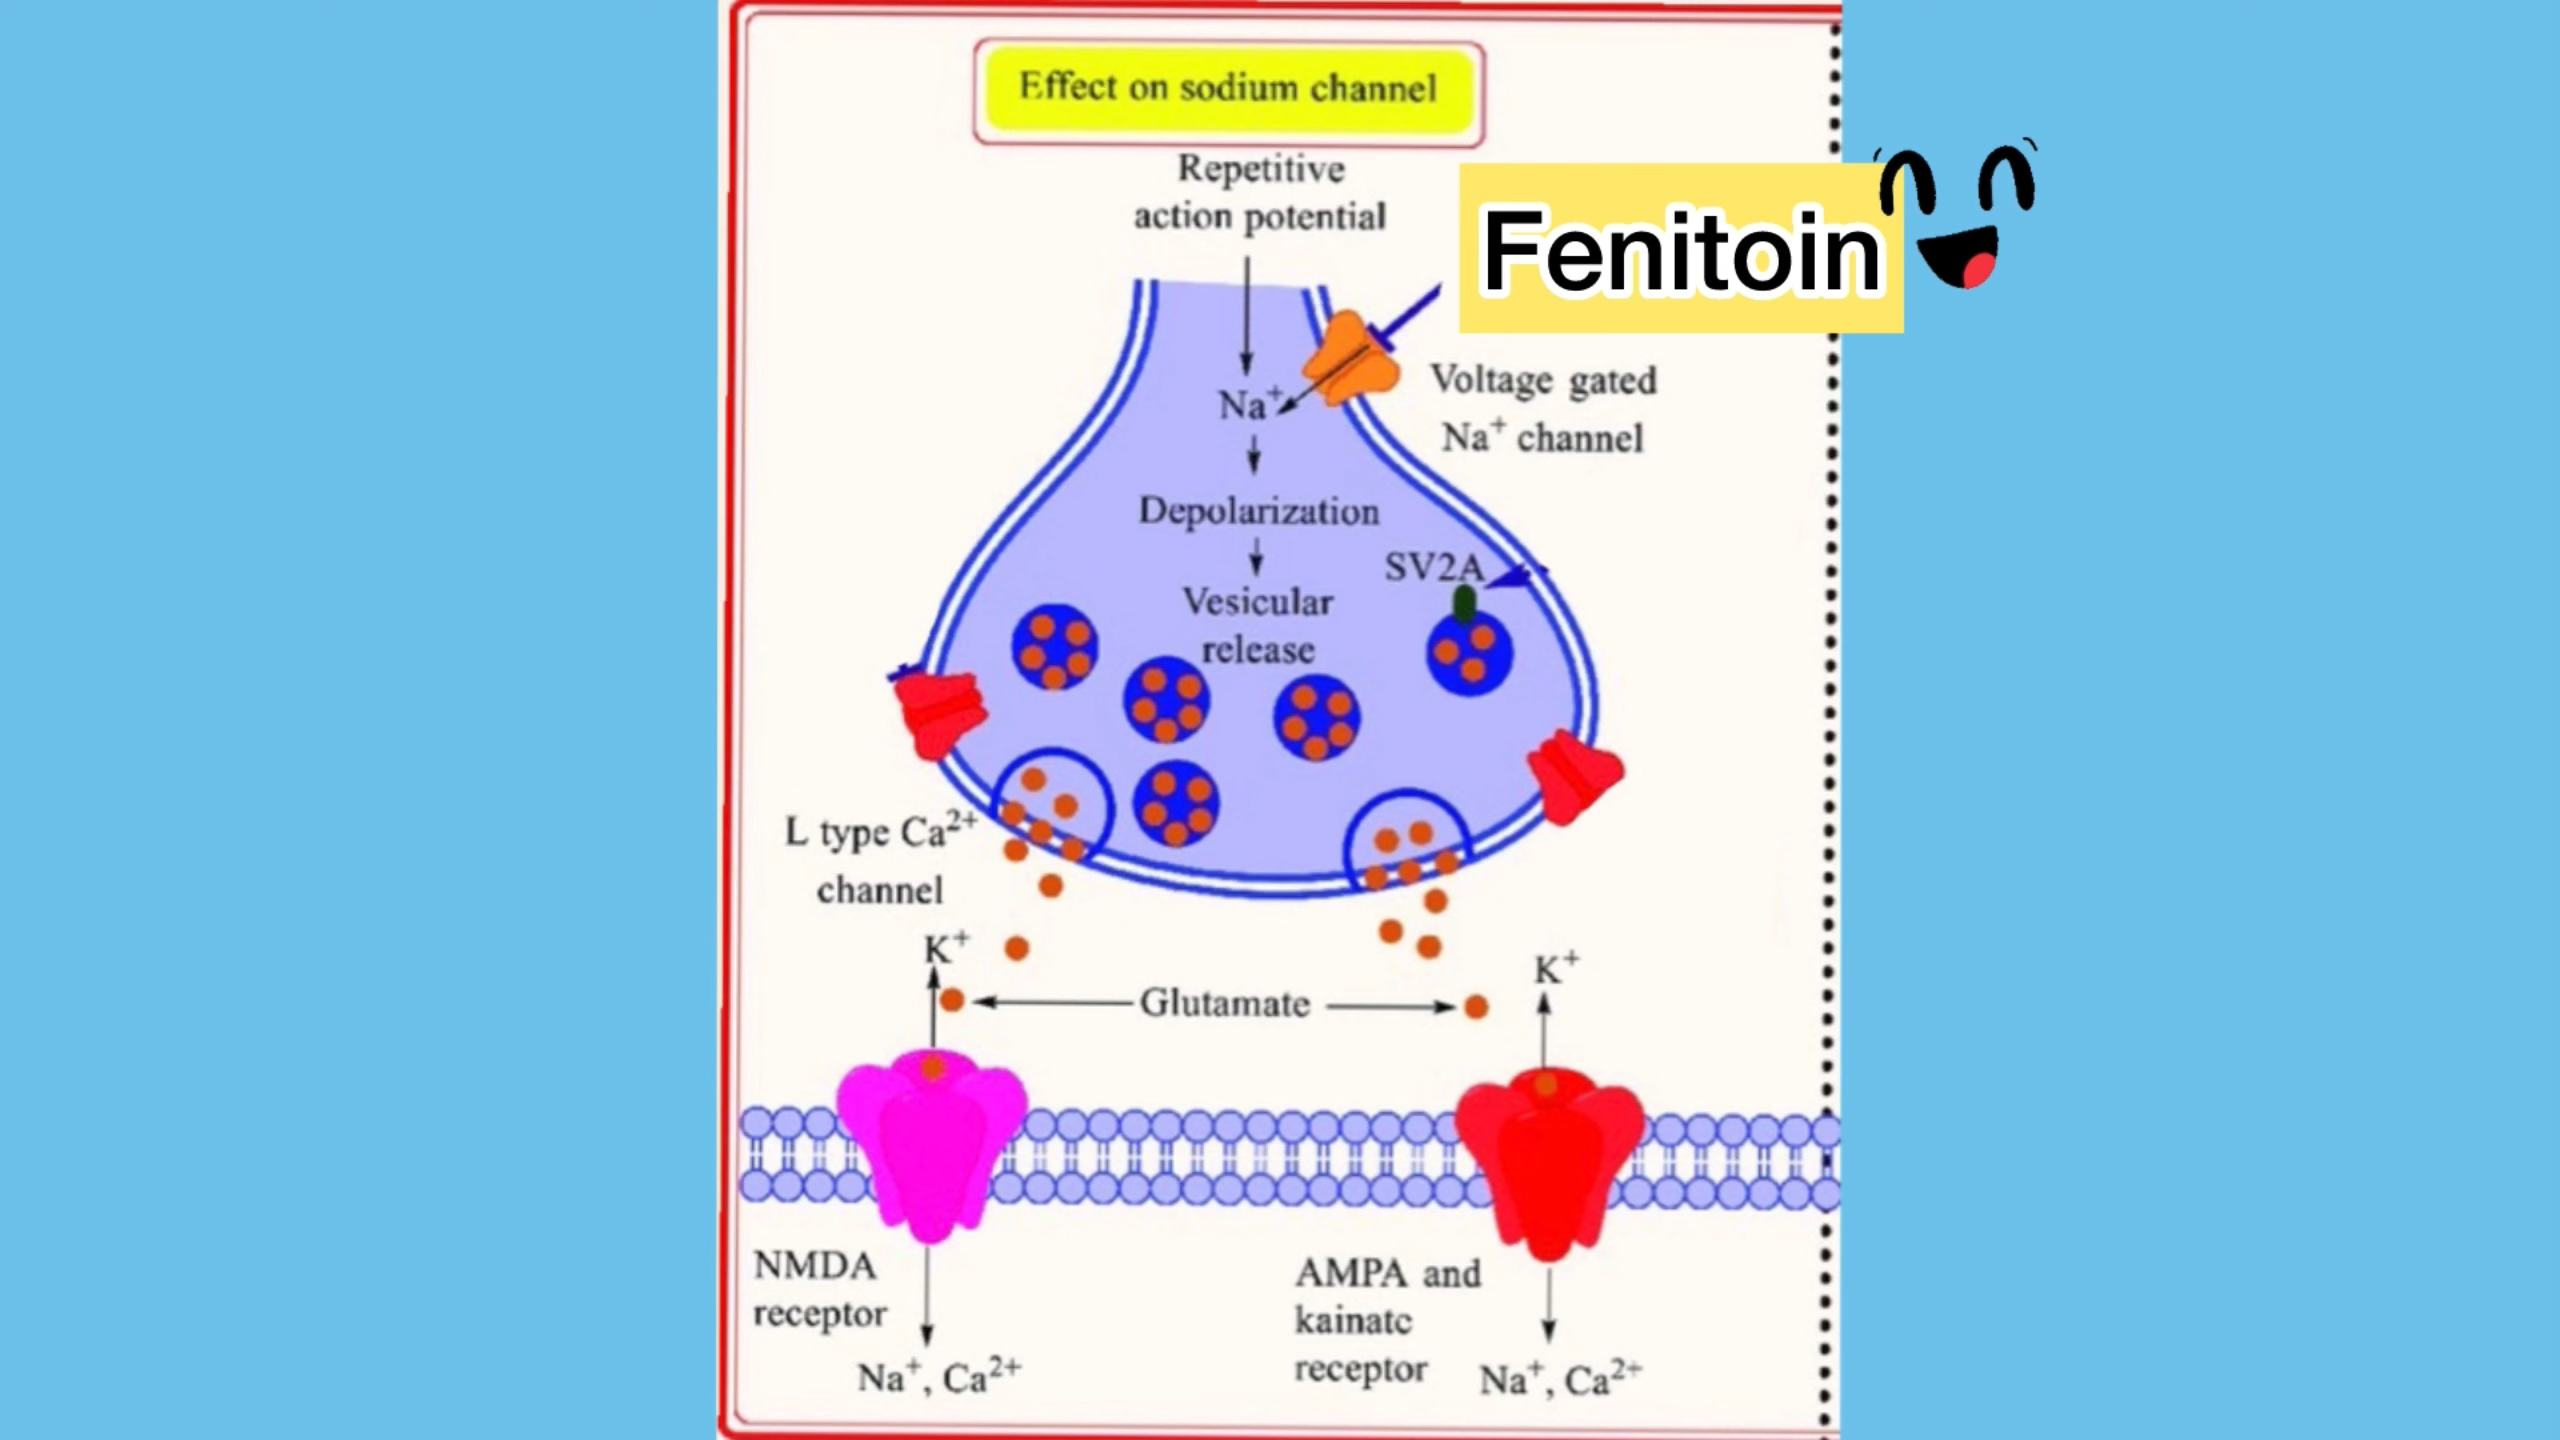 Effect on sodium channel
Repetitive
action potential
Fenitoin
Na⁺
Voltage gated
Na⁺ channel
Depolarization
SV2A
Vesicular
release
L type Ca²⁺
channel
K⁺
K⁺
Glutamate
NMDA
receptor
Na⁺, Ca²⁺
AMPA and
kainate
receptor
Na⁺, Ca²⁺